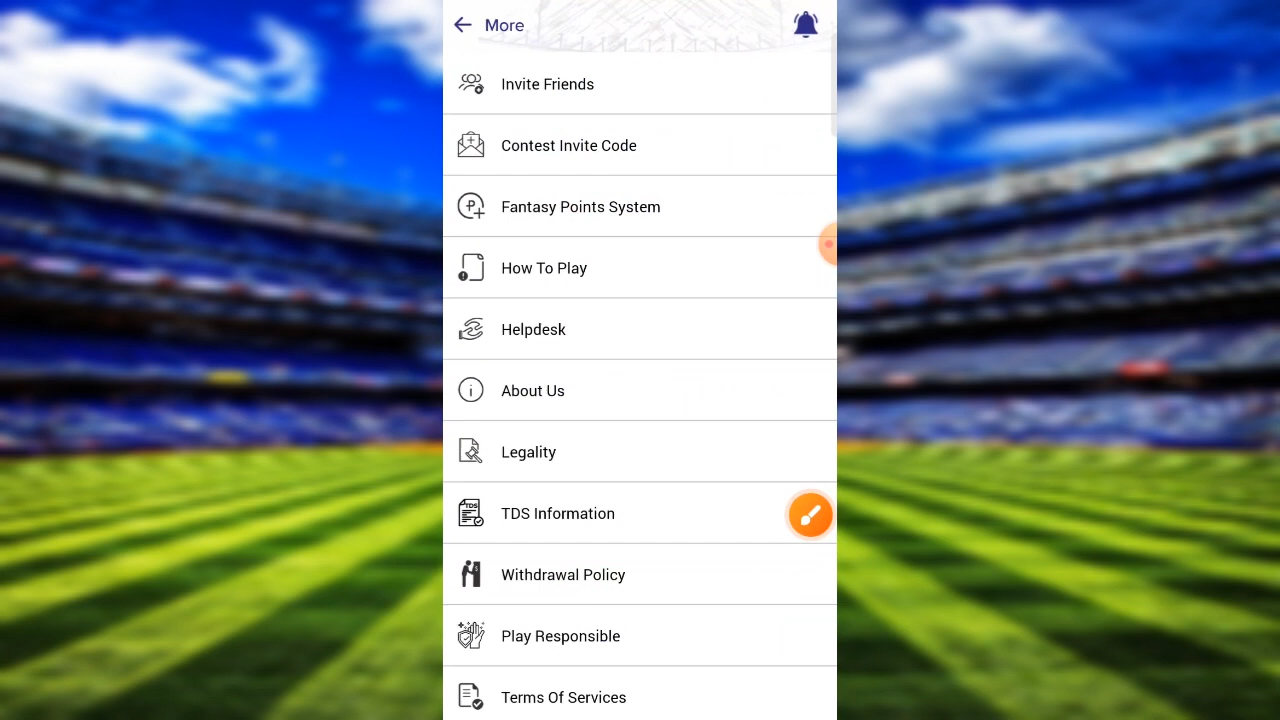 More
Invite Friends
Contest Invite Code
Fantasy Points System
How To Play
Helpdesk
About Us
Legality
TDS
TDS Information
Withdrawal Policy
Play Responsible
Terms Of Services